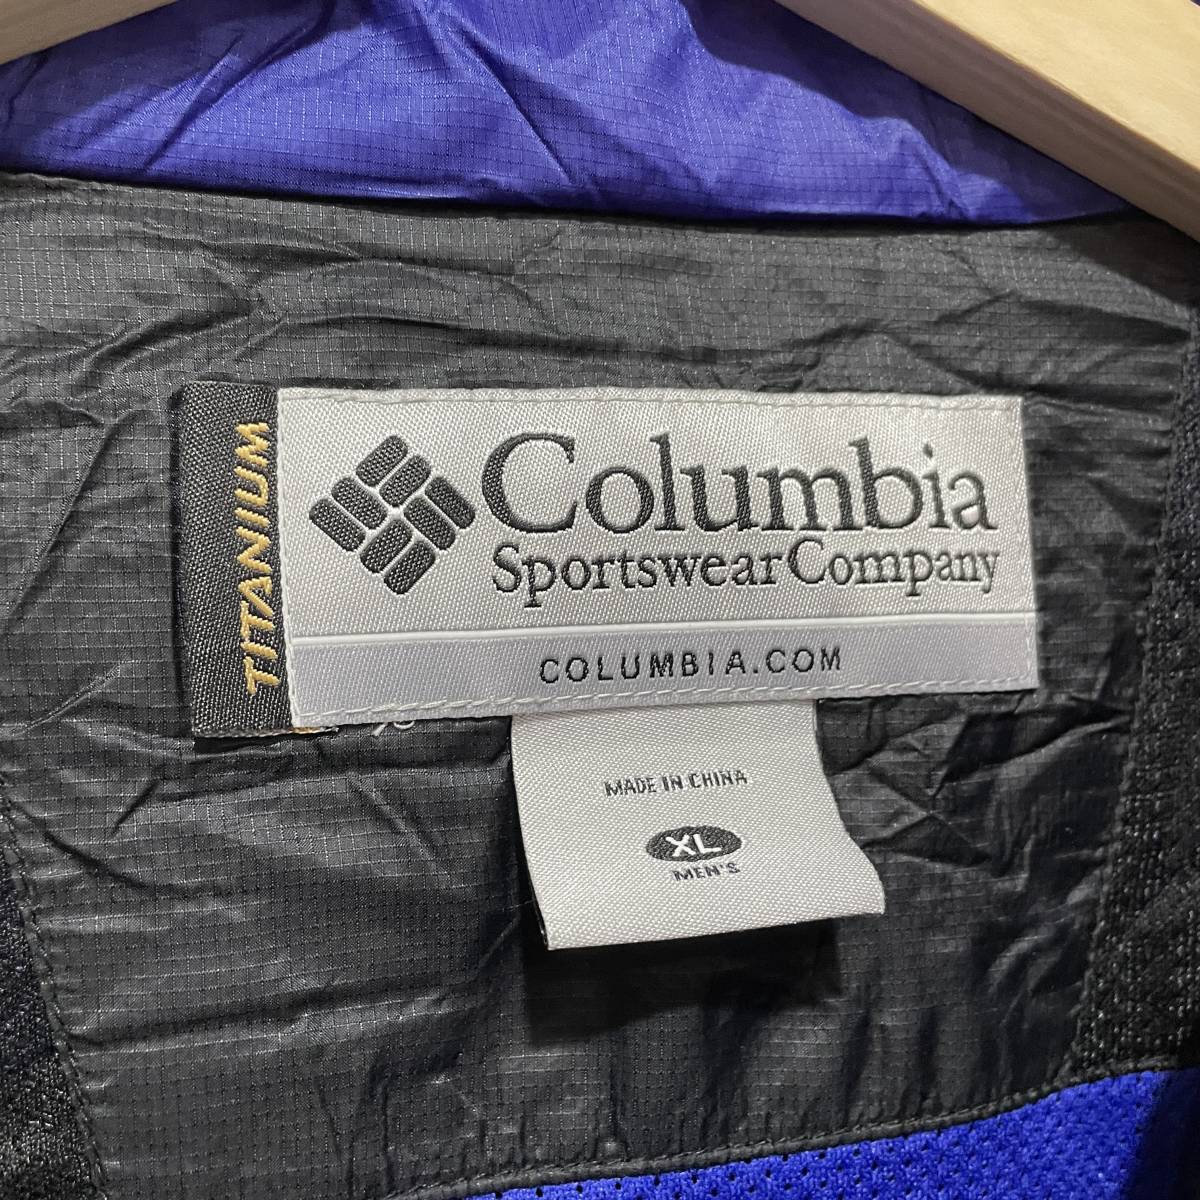 TITANIUM
Columbia
Sportswear Company
COLUMBIA.COM
MADE IN CHINA
XL
MEN'S